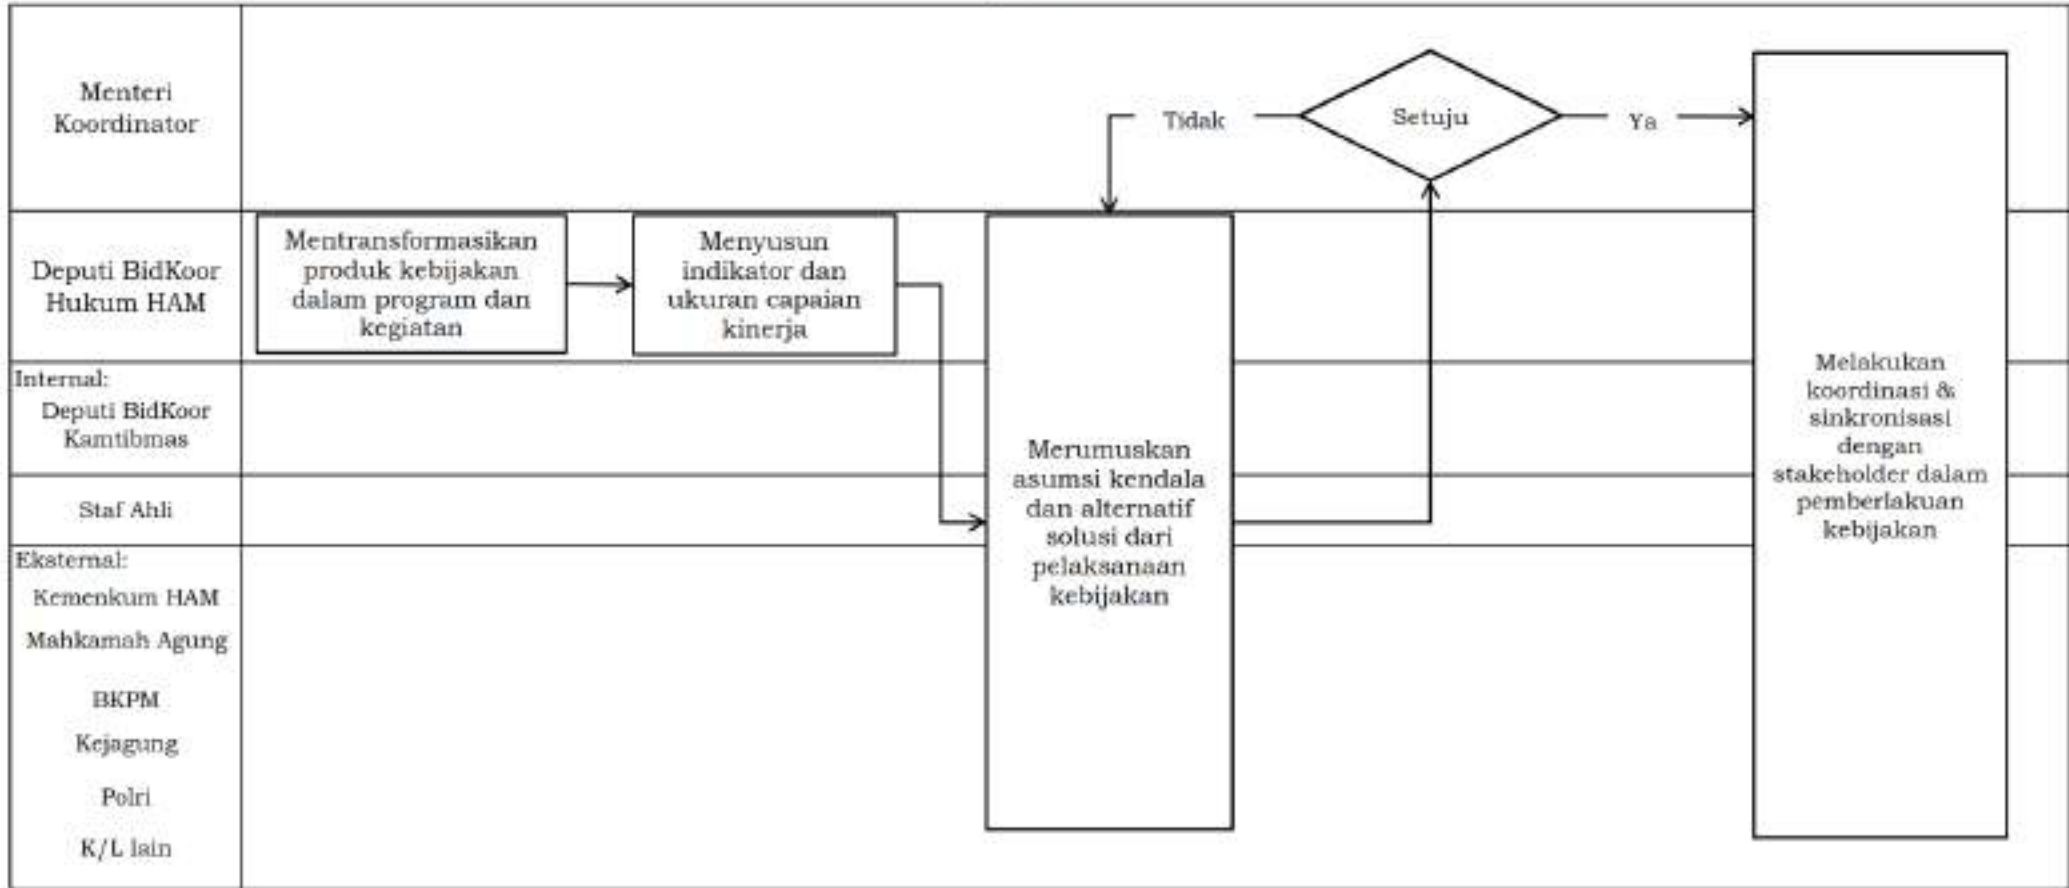 Menteri
Koordinator
Tidak
Setuju
Ya
Deputi BidKoor
Hukum HAM
Mentransformasikan
produk kebijakan
dalam program dan
kegiatan
Menyusun
indikator dan
ukuran capaian
kinerja
Internal:
Deputi BidKoor
Kamtibmas
Staf Ahli
Merumuskan
asumsi kendala
dan alternatif
solusi dari
pelaksanaan
kebijakan
Melakukan
koordinasi &
sinkronisasi
dengan
stakeholder dalam
pemberlakuan
kebijakan
Eksternal:
Kemenkum HAM
Mahkamah Agung
BKPM
Kejagung
Polri
K/L lain